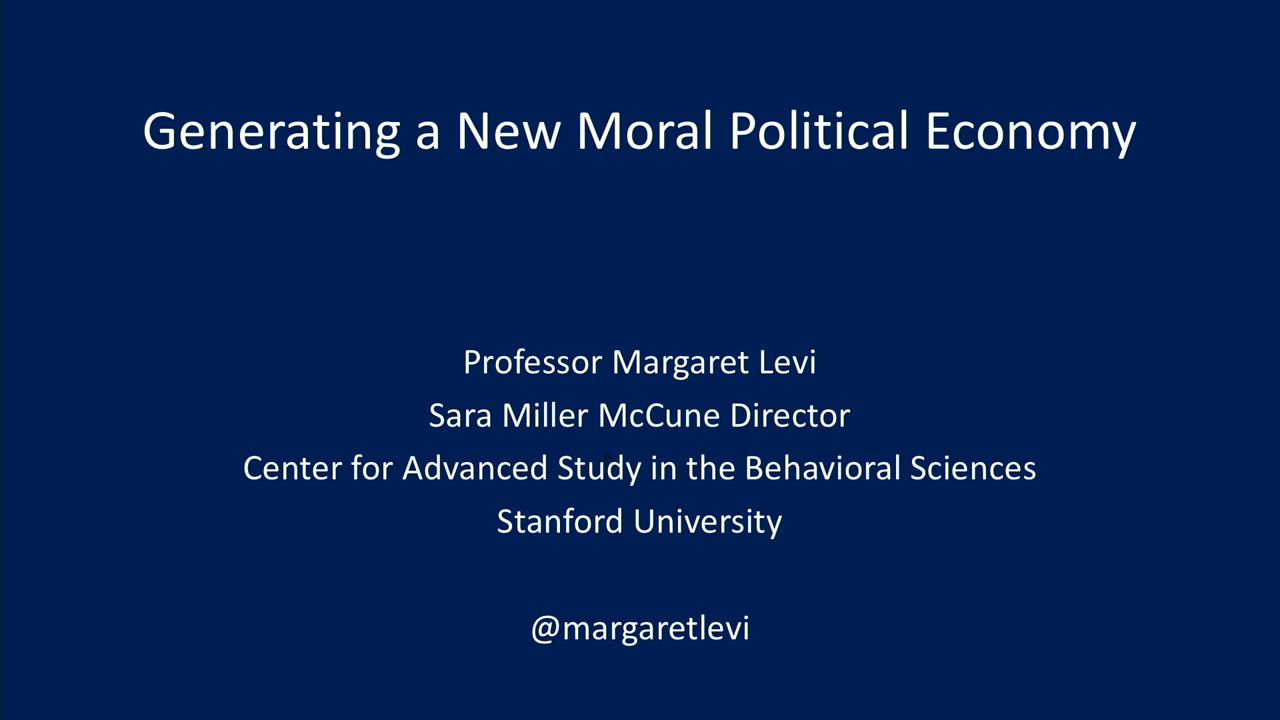 Generating a New Moral Political Economy
Professor Margaret Levi
Sara Miller McCune Director
Center for Advanced Study in the Behavioral Sciences
Stanford University
@margaretlevi